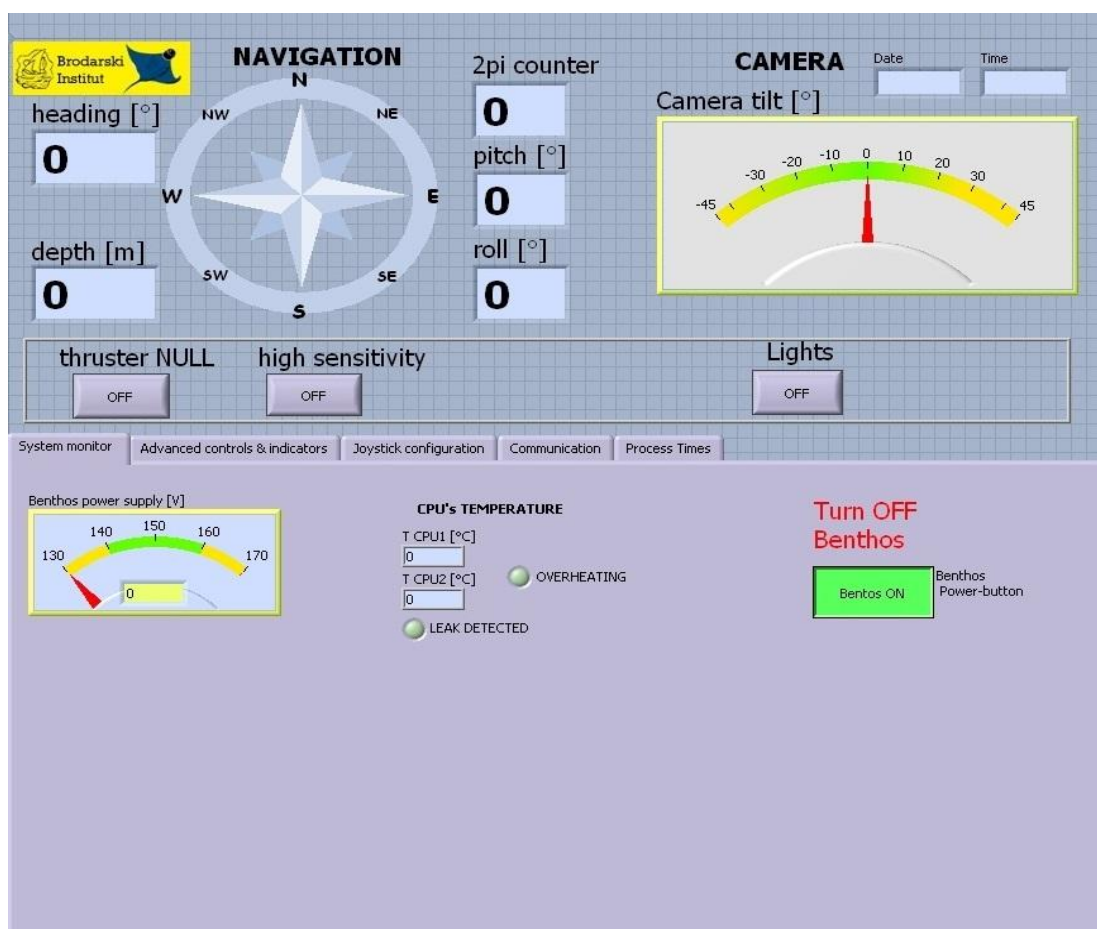 Brodarski
Institut
NAVIGATION
N
NW
NE
W
E
SW
SE
S
heading [°]
0
depth [m]
0
2pi counter
0
pitch [°]
0
roll [°]
0
CAMERA
Date
Time
Camera tilt [°]
-45
-30
-20
-10
0
10
20
30
45
thruster NULL
OFF
high sensitivity
OFF
Lights
OFF
System monitor
Advanced controls & indicators
Joystick configuration
Communication
Process Times
Benthos power supply [V]
130
140
150
160
170
0
CPU's TEMPERATURE
T CPU1 [°C]
0
T CPU2 [°C]
0
OVERHEATING
LEAK DETECTED
Turn OFF
Benthos
Bentos ON
Benthos
Power-button